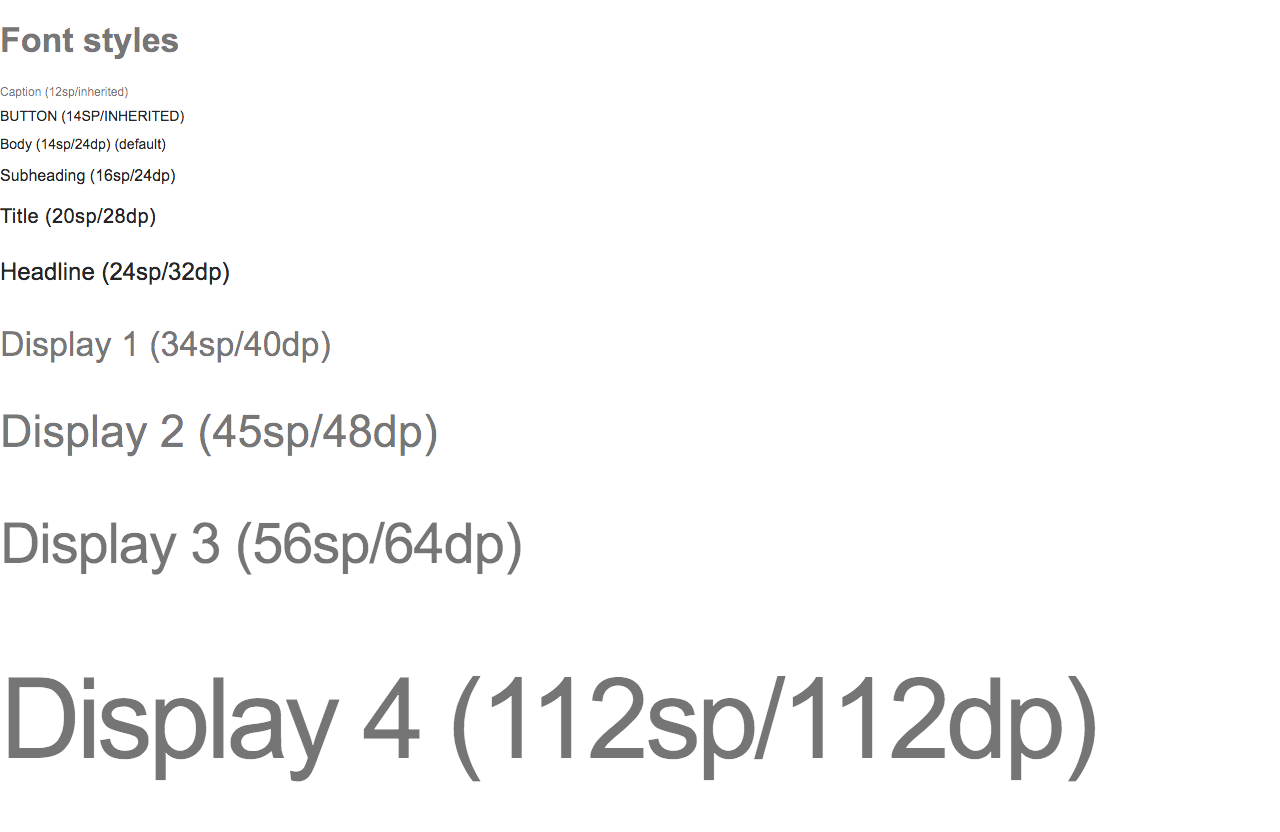 Font styles
Caption (12sp/inherited)
BUTTON (14SP/INHERITED)
Body (14sp/24dp) (default)
Subheading (16sp/24dp)
Title (20sp/28dp)
Headline (24sp/32dp)
Display 1 (34sp/40dp)
Display 2 (45sp/48dp)
Display 3 (56sp/64dp)
Display 4 (112sp/112dp)